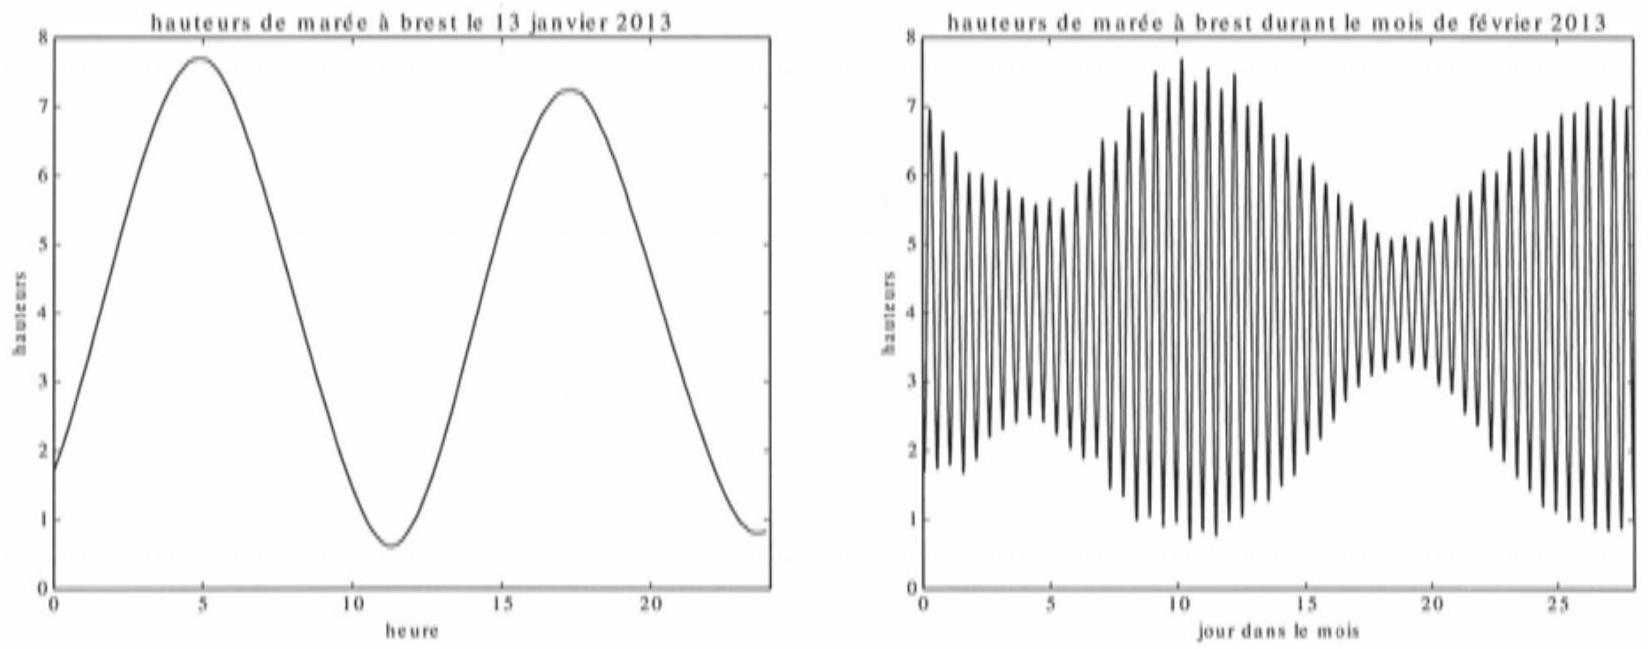 hauteurs de marée à brest le 13 janvier 2013
8
7
6
5
4
3
2
1
0
hauteurs
0 5 10 15 20
heure
hauteurs de marée à brest durant le mois de février 2013
8
7
6
5
4
3
2
1
0
hauteurs
0 5 10 15 20 25
jour dans le mois